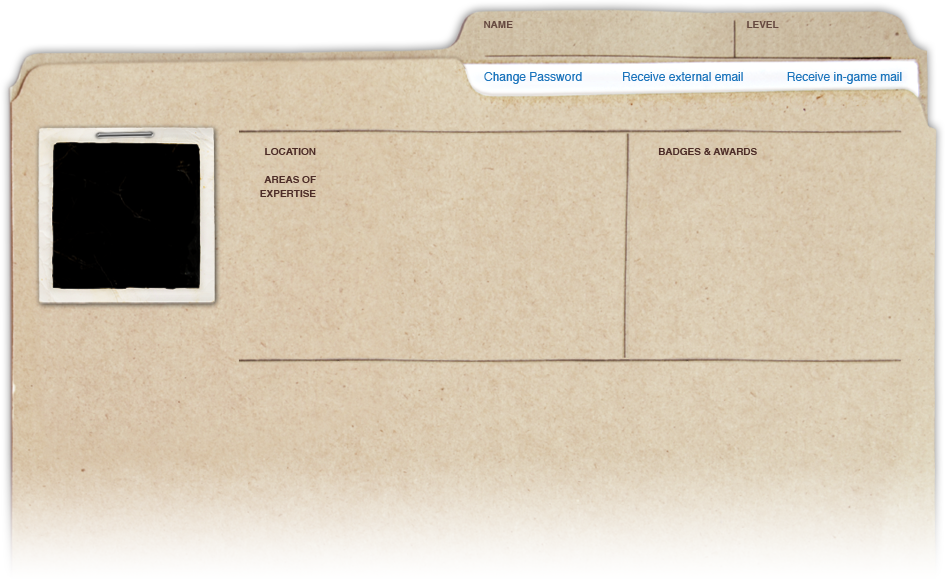 NAME
LEVEL
Change Password
Receive external email
Receive in-game mail
LOCATION
BADGES & AWARDS
AREAS OF
EXPERTISE